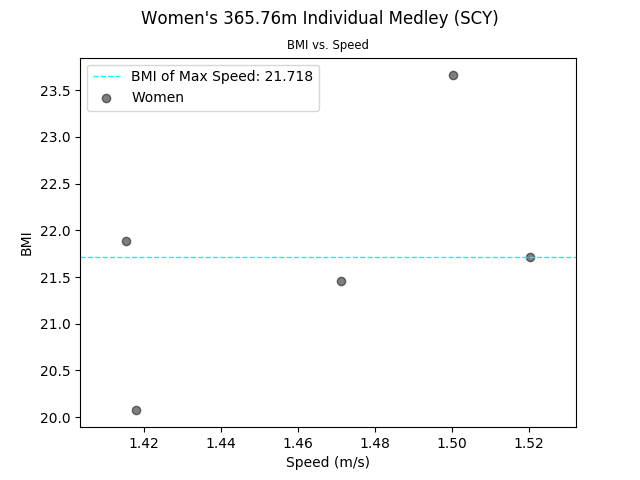 Women's 365.76m Individual Medley (SCY)
BMI vs. Speed
BMI of Max Speed: 21.718
Women
23.5
23.0
22.5
22.0
21.5
21.0
20.5
20.0
BMI
1.42 1.44 1.46 1.48 1.50 1.52
Speed (m/s)